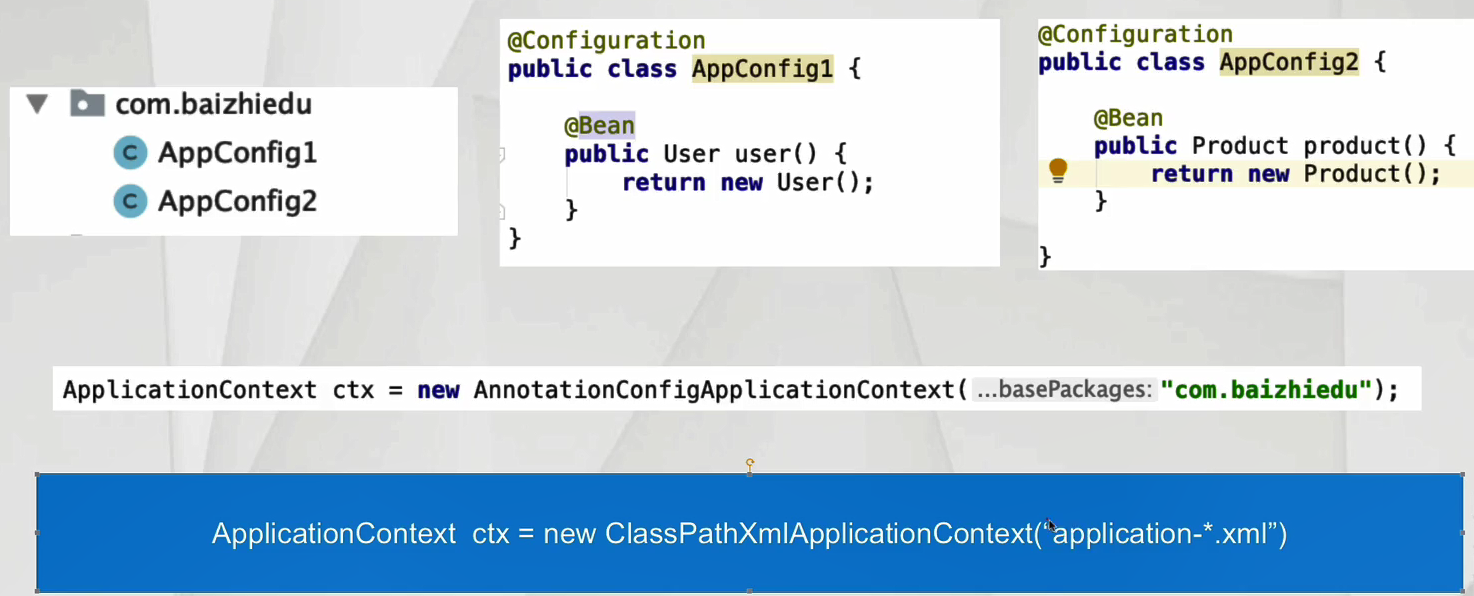 com.baizhiedu
C AppConfig1
C AppConfig2
@Configuration
public class AppConfig1 {
@Bean
public User user() {
return new User();
}
}
@Configuration
public class AppConfig2 {
@Bean
public Product product() {
return new Product();
}
}
ApplicationContext ctx = new AnnotationConfigApplicationContext( ...basePackages: "com.baizhiedu");
ApplicationContext ctx = new ClassPathXmlApplicationContext(“application-*.xml”)